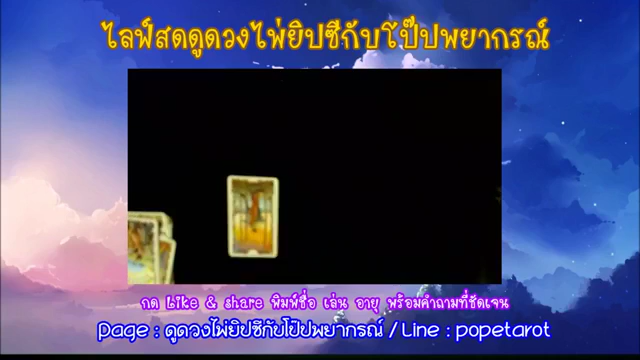 ไลฟ์สดดูดวงไพ่ยิปซีกับโป๊ปพยากรณ์
กด Like & share พิมพ์ชื่อ เล่น อายุ พร้อมคำถามที่ชัดเจน
Page : ดูดวงไพ่ยิปซีกับโป๊ปพยากรณ์ / Line : popetarot